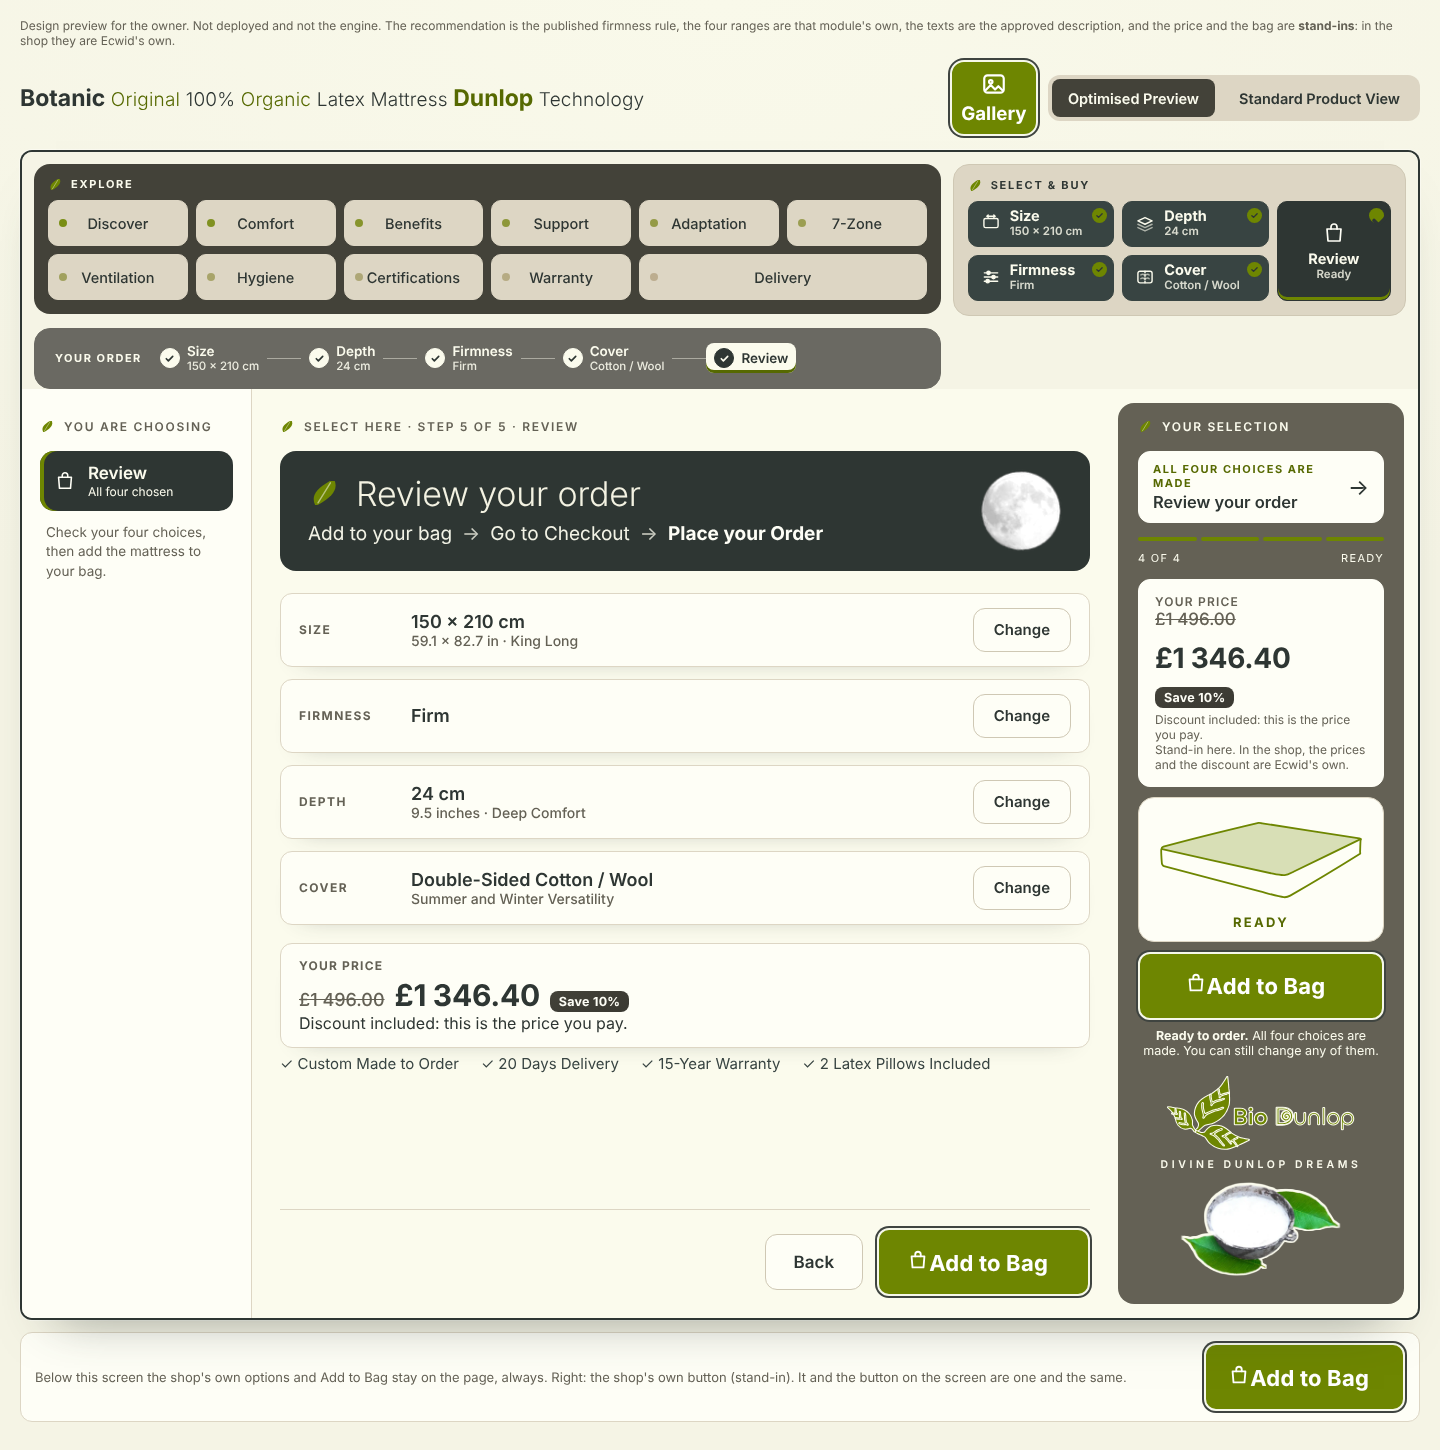 Design preview for the owner. Not deployed and not the engine. The recommendation is the published firmness rule, the four ranges are that module's own, the texts are the approved description, and the price and the bag are stand-ins: in the
shop they are Ecwid's own.
Botanic Original 100% Organic Latex Mattress Dunlop Technology
Gallery
Optimised Preview
Standard Product View
EXPLORE
Discover
Comfort
Benefits
Support
Adaptation
7-Zone
Ventilation
Hygiene
Certifications
Warranty
Delivery
SELECT & BUY
Size
150 × 210 cm
Depth
24 cm
Firmness
Firm
Cover
Cotton / Wool
Review
Ready
YOUR ORDER
Size
150 × 210 cm
Depth
24 cm
Firmness
Firm
Cover
Cotton / Wool
Review
YOU ARE CHOOSING
Review
All four chosen
Check your four choices,
then add the mattress to
your bag.
SELECT HERE · STEP 5 OF 5 · REVIEW
Review your order
Add to your bag → Go to Checkout → Place your Order
SIZE
150 × 210 cm
59.1 × 82.7 in · King Long
Change
FIRMNESS
Firm
Change
DEPTH
24 cm
9.5 inches · Deep Comfort
Change
COVER
Double-Sided Cotton / Wool
Summer and Winter Versatility
Change
YOUR PRICE
£1 496.00 £1 346.40 Save 10%
Discount included: this is the price you pay.
✓ Custom Made to Order ✓ 20 Days Delivery ✓ 15-Year Warranty ✓ 2 Latex Pillows Included
Back
Add to Bag
YOUR SELECTION
ALL FOUR CHOICES ARE
MADE
Review your order →
4 OF 4
READY
YOUR PRICE
£1 496.00
£1 346.40
Save 10%
Discount included: this is the price
you pay.
Stand-in here. In the shop, the prices
and the discount are Ecwid's own.
READY
Add to Bag
Ready to order. All four choices are
made. You can still change any of them.
Bio Dunlop
DIVINE DUNLOP DREAMS
Below this screen the shop's own options and Add to Bag stay on the page, always. Right: the shop's own button (stand-in). It and the button on the screen are one and the same.
Add to Bag